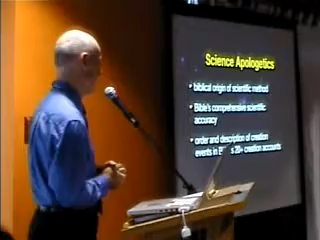 Science Apologetics
• biblical origin of scientific method
• Bible's comprehensive scientific
accuracy
• order and description of creation
events in 20+ creation accounts